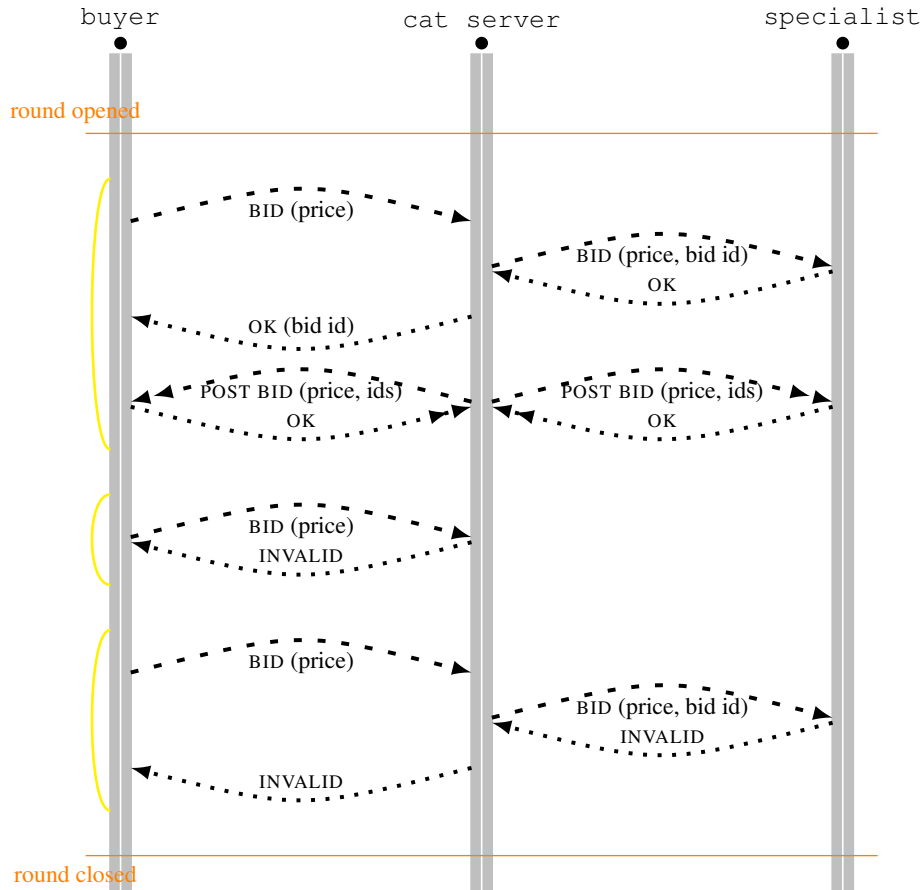 buyer cat server specialist
round opened
BID (price)
BID (price, bid id)
OK
OK (bid id)
POST BID (price, ids) POST BID (price, ids)
OK OK
BID (price)
INVALID
BID (price)
BID (price, bid id)
INVALID
INVALID
round closed